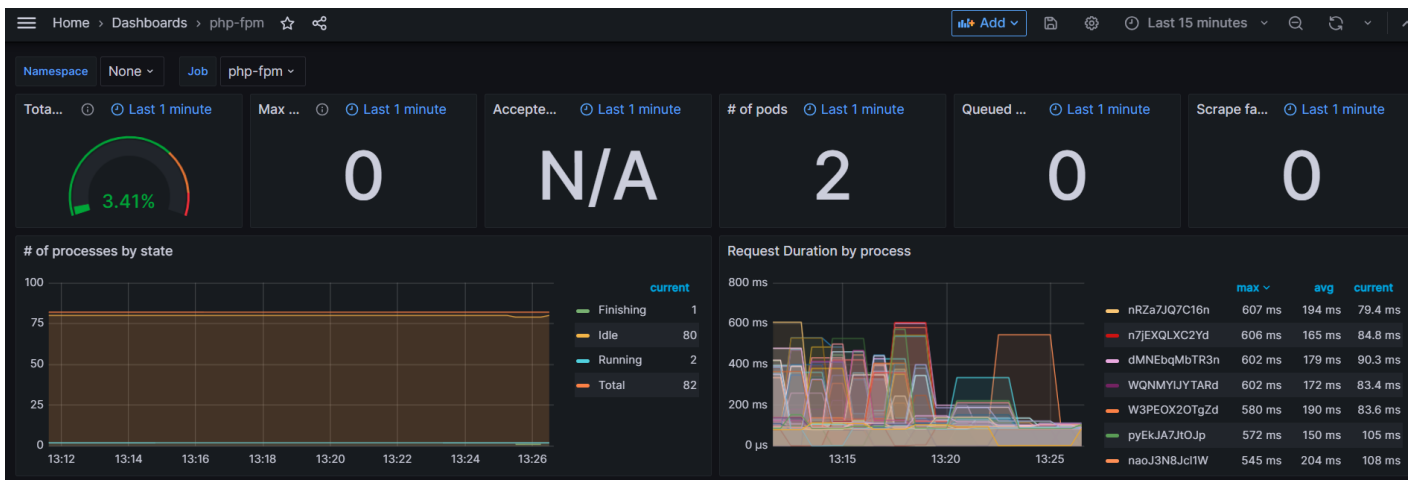 Home › Dashboards › php-fpm
Add
Last 15 minutes
Namespace None Job php-fpm
Tota... Last 1 minute
3.41%
Max ... Last 1 minute
0
Accepte... Last 1 minute
N/A
# of pods Last 1 minute
2
Queued ... Last 1 minute
0
Scrape fa... Last 1 minute
0
# of processes by state
100
75
50
25
0
13:12 13:14 13:16 13:18 13:20 13:22 13:24 13:26
current
Finishing 1
Idle 80
Running 2
Total 82
Request Duration by process
800 ms
600 ms
400 ms
200 ms
0 µs
13:15 13:20 13:25
max avg current
nRZa7JQ7C16n 607 ms 194 ms 79.4 ms
n7jEXQLXC2Yd 606 ms 165 ms 84.8 ms
dMNEbqMbTR3n 602 ms 179 ms 90.3 ms
WQNMYlJYTARd 602 ms 172 ms 83.4 ms
W3PEOX2OTgZd 580 ms 190 ms 83.6 ms
pyEkJA7JtOJp 572 ms 150 ms 105 ms
naoJ3N8Jcl1W 545 ms 204 ms 108 ms